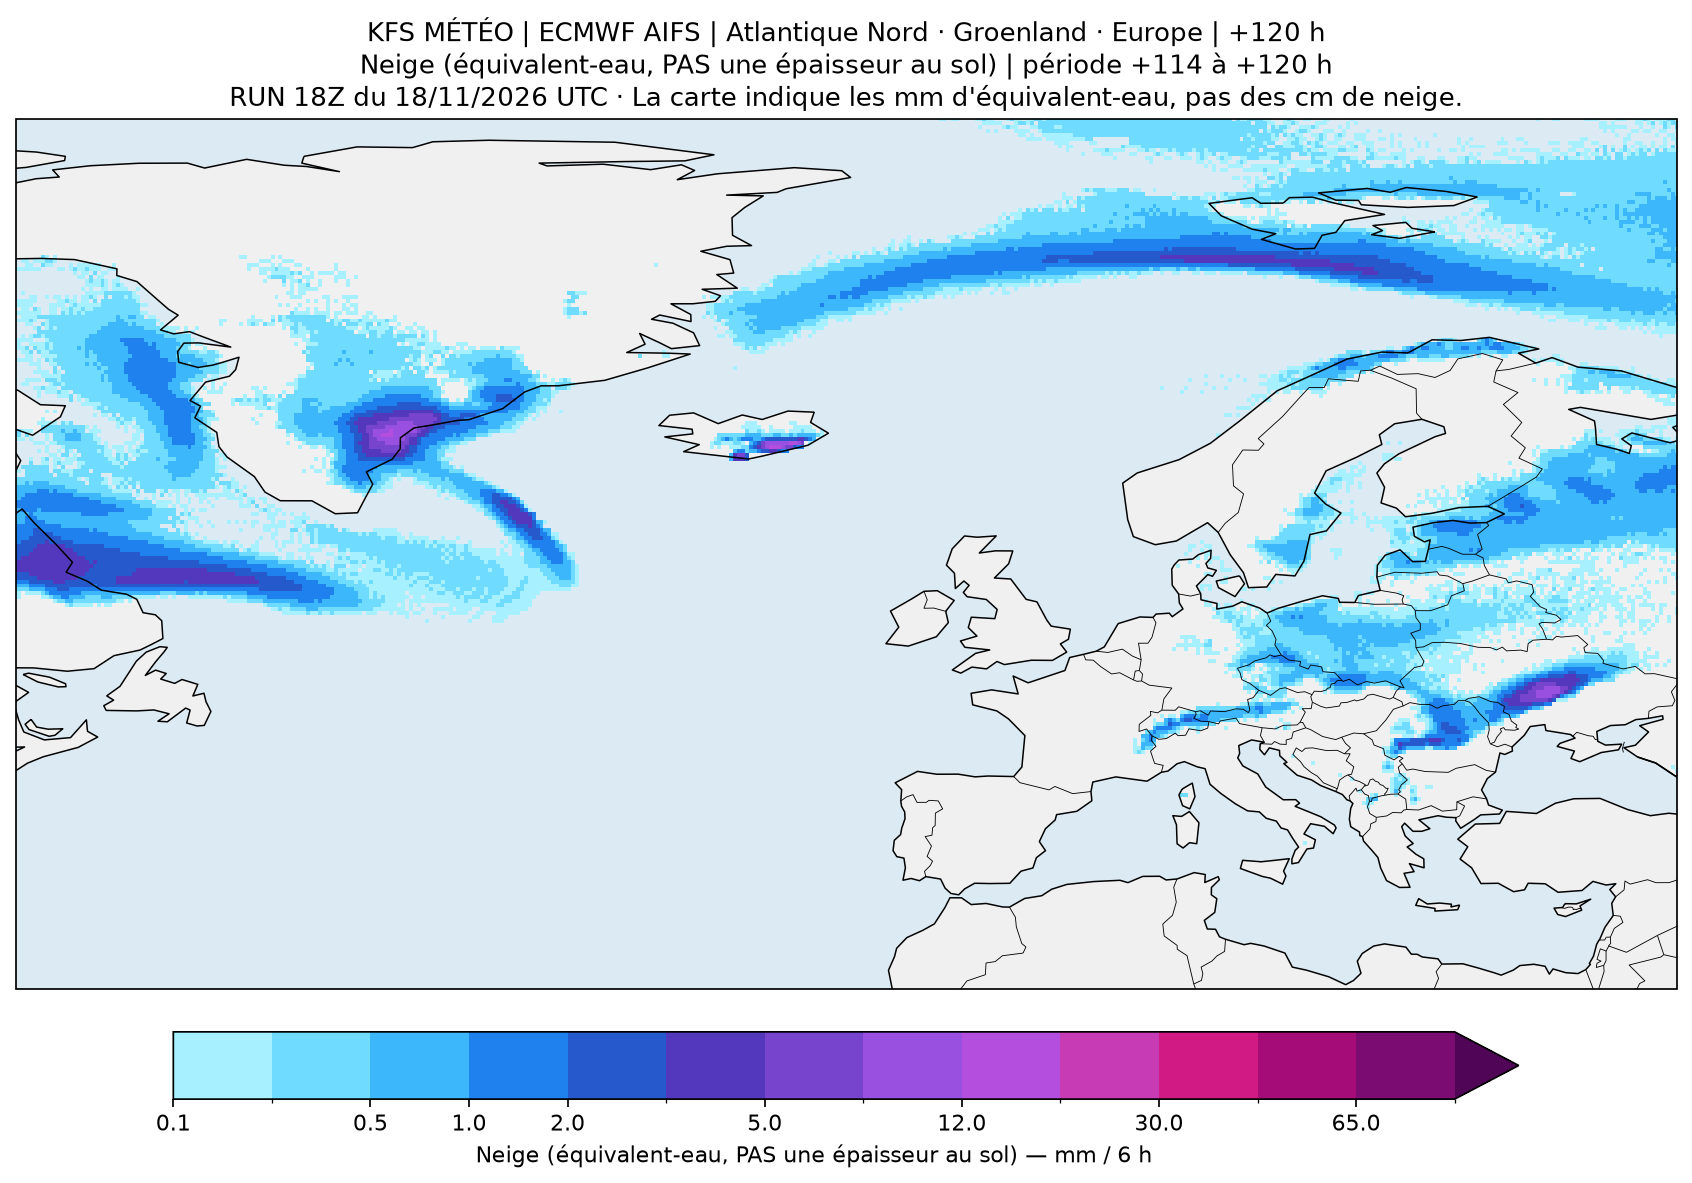 KFS MÉTÉO | ECMWF AIFS | Atlantique Nord · Groenland · Europe | +120 h
Neige (équivalent-eau, PAS une épaisseur au sol) | période +114 à +120 h
RUN 18Z du 18/11/2026 UTC · La carte indique les mm d'équivalent-eau, pas des cm de neige.
0.1 0.5 1.0 2.0 5.0 12.0 30.0 65.0
Neige (équivalent-eau, PAS une épaisseur au sol) — mm / 6 h